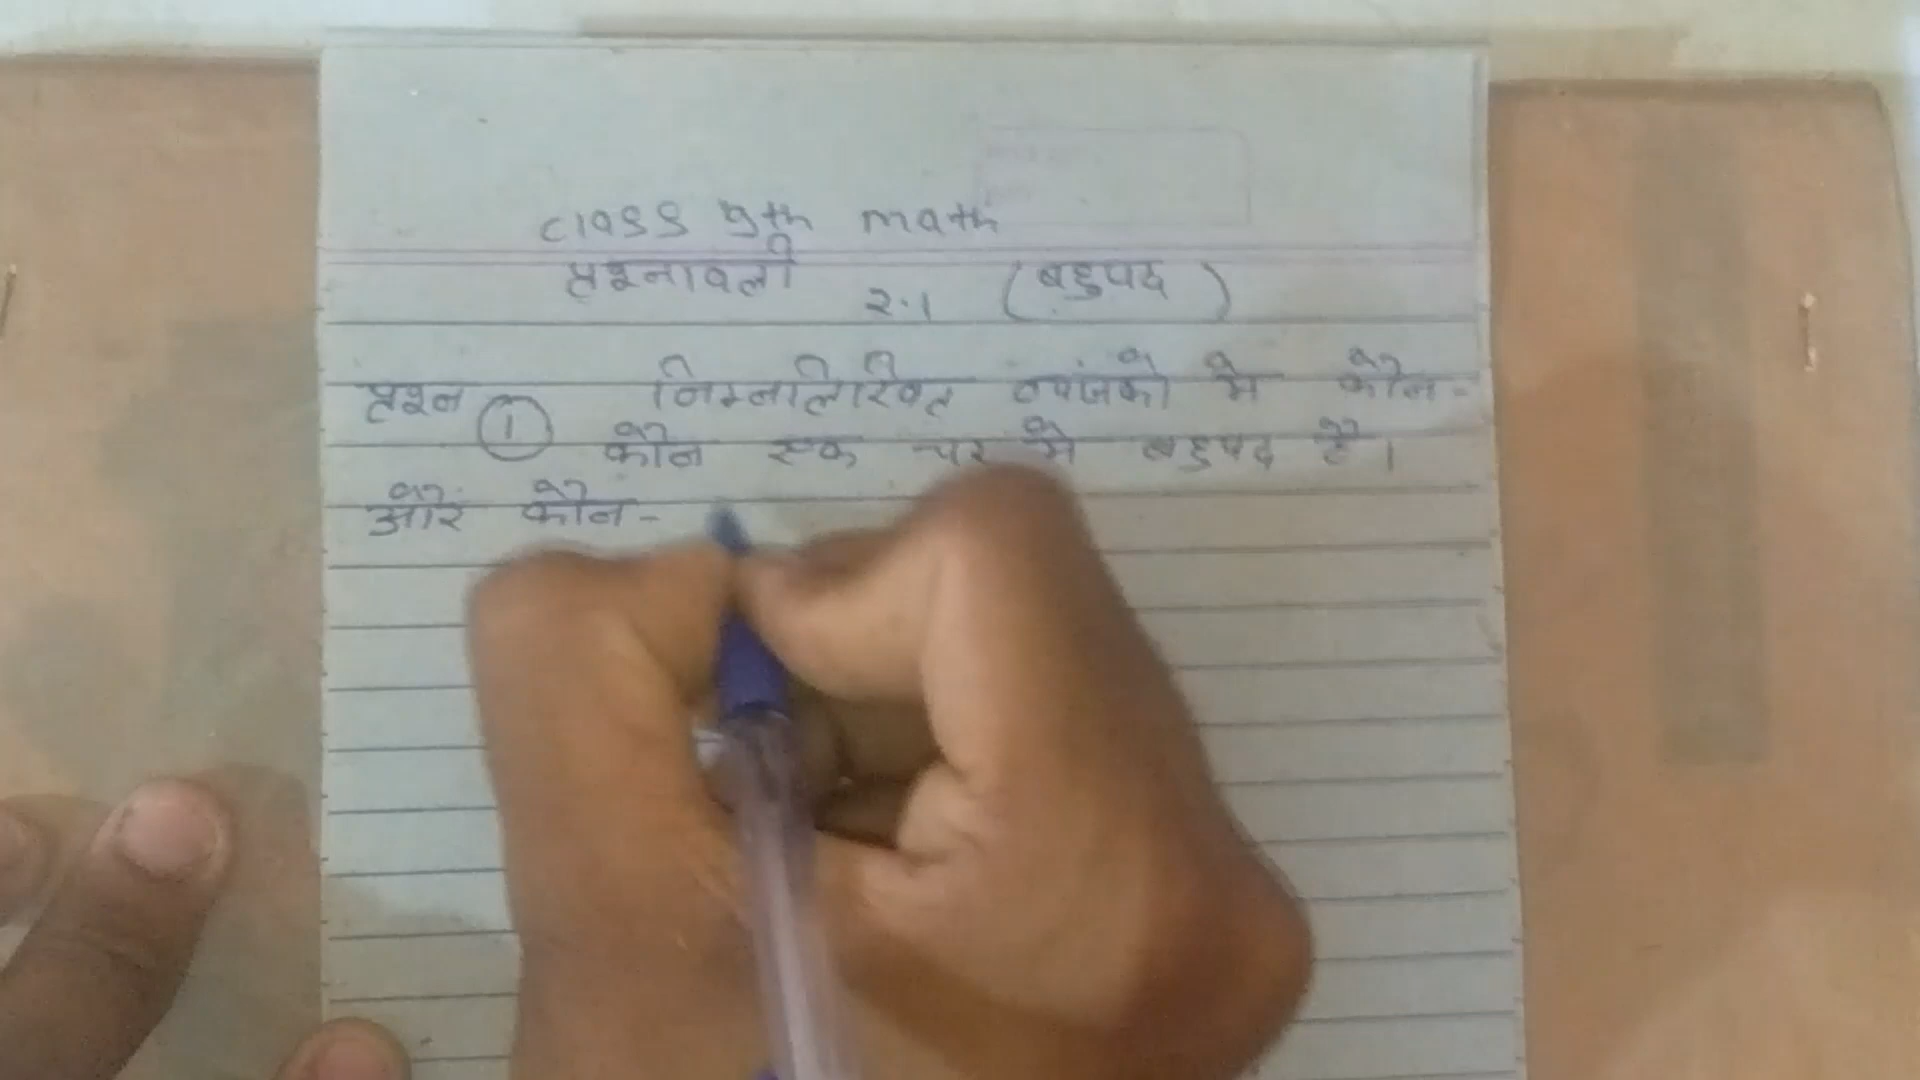 class 9th math
प्रश्नावली 2.1 (बहुपद)
प्रश्न 1 निम्नलिखित व्यंजको मे कौन-
कौन एक चर मे बहुपद है।
और कौन-